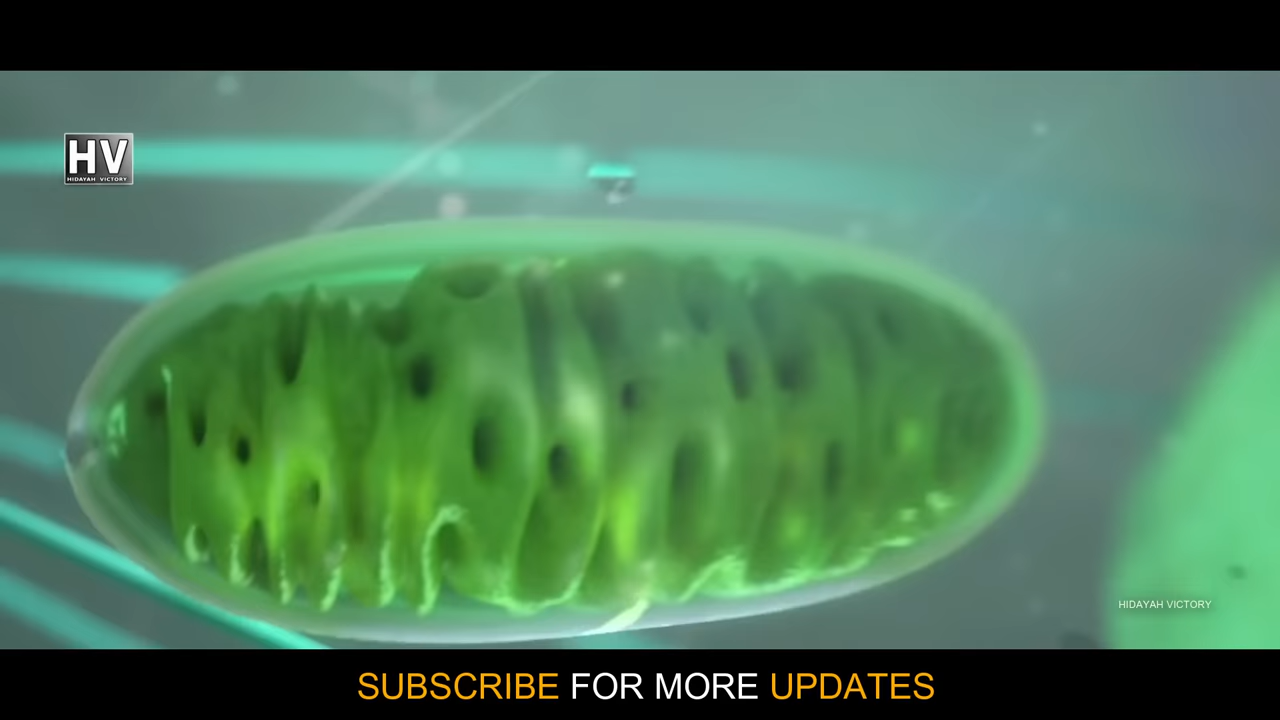 HV
HIDAYAH VICTORY
HIDAYAH VICTORY
SUBSCRIBE FOR MORE UPDATES